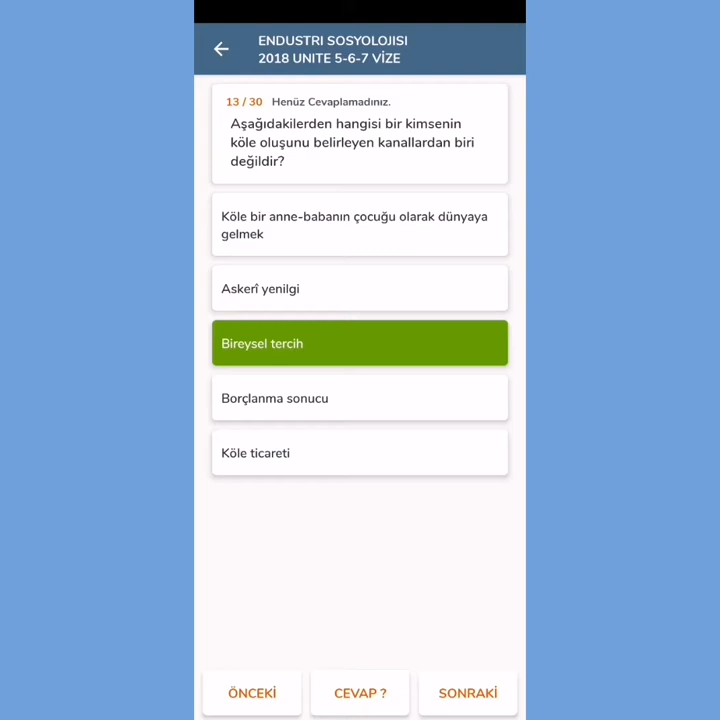 ENDUSTRI SOSYOLOJISI
2018 UNITE 5-6-7 VİZE
13 / 30 Henüz Cevaplamadınız.
Aşağıdakilerden hangisi bir kimsenin
köle oluşunu belirleyen kanallardan biri
değildir?
Köle bir anne-babanın çocuğu olarak dünyaya
gelmek
Askerî yenilgi
Bireysel tercih
Borçlanma sonucu
Köle ticareti
ÖNCEKİ
CEVAP ?
SONRAKİ